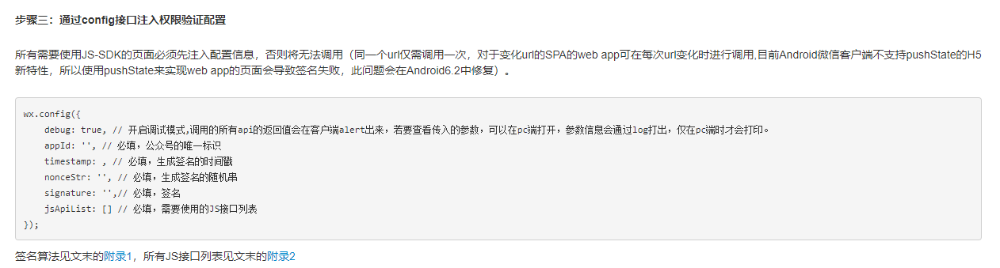 步骤三：通过config接口注入权限验证配置
所有需要使用JS-SDK的页面必须先注入配置信息，否则将无法调用（同一个url仅需调用一次，对于变化url的SPA的web app可在每次url变化时进行调用,目前Android微信客户端不支持pushState的H5
新特性，所以使用pushState来实现web app的页面会导致签名失败，此问题会在Android6.2中修复）。
wx.config({
    debug: true, // 开启调试模式,调用的所有api的返回值会在客户端alert出来，若要查看传入的参数，可以在pc端打开，参数信息会通过log打出，仅在pc端时才会打印。
    appId: '', // 必填，公众号的唯一标识
    timestamp: , // 必填，生成签名的时间戳
    nonceStr: '', // 必填，生成签名的随机串
    signature: '',// 必填，签名
    jsApiList: [] // 必填，需要使用的JS接口列表
});
签名算法见文末的附录1，所有JS接口列表见文末的附录2